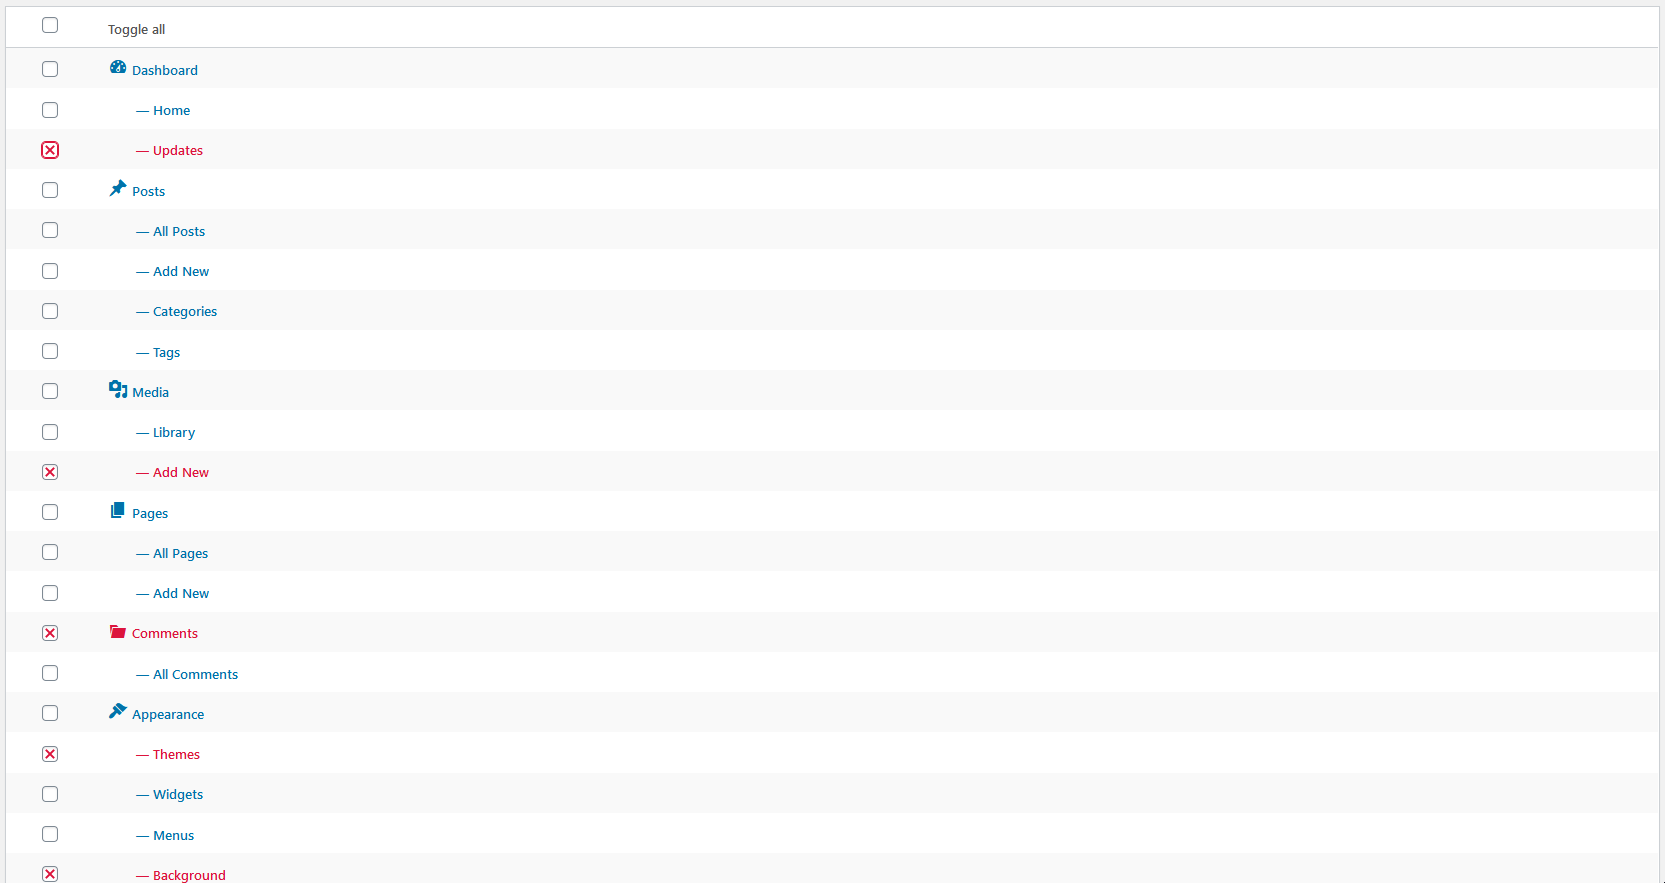 Toggle all
Dashboard
— Home
— Updates
Posts
— All Posts
— Add New
— Categories
— Tags
Media
— Library
— Add New
Pages
— All Pages
— Add New
Comments
— All Comments
Appearance
— Themes
— Widgets
— Menus
— Background